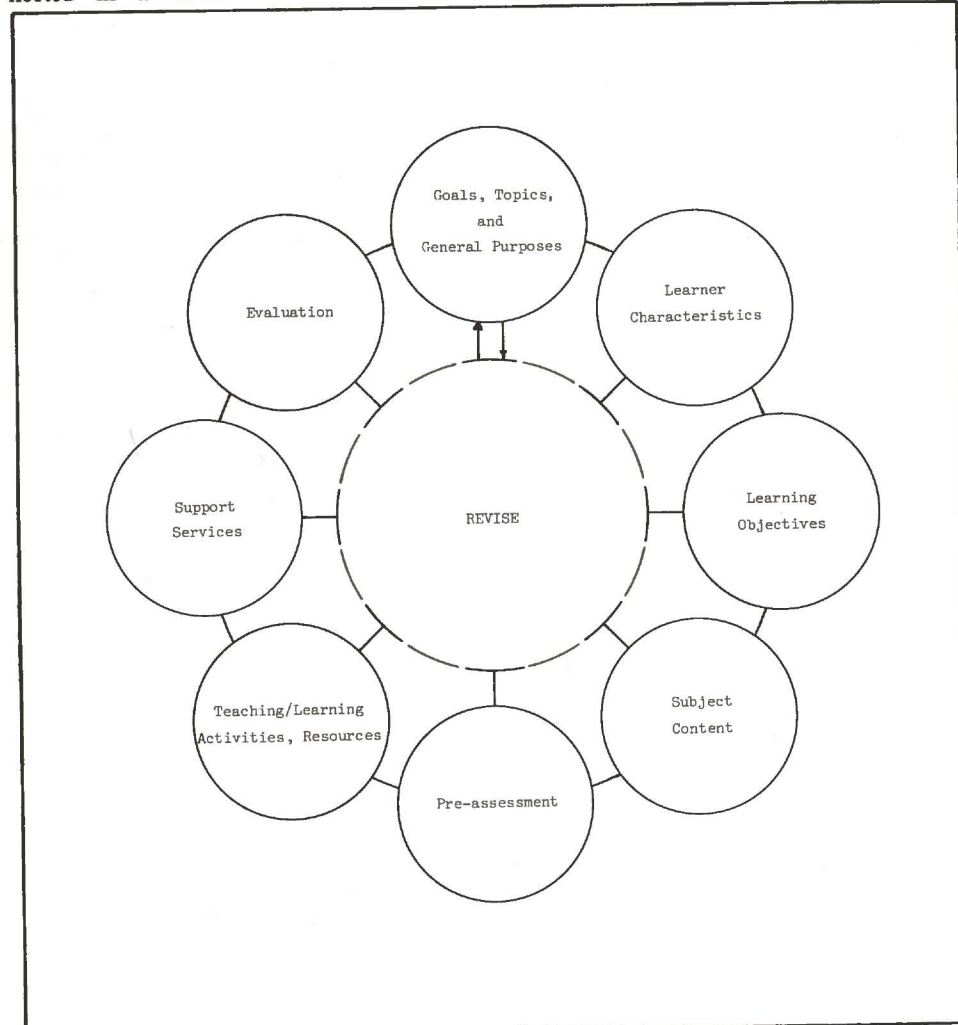 Goals, Topics,
and
General Purposes
Learner
Characteristics
Learning
Objectives
Subject
Content
Pre-assessment
Teaching/Learning
Activities, Resources
Support
Services
Evaluation
REVISE